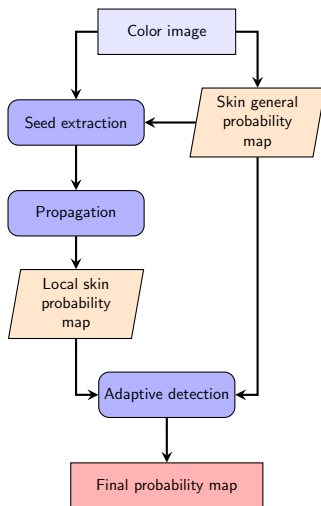 Color image
Skin general
probability
map
Seed extraction
Propagation
Local skin
probability
map
Adaptive detection
Final probability map